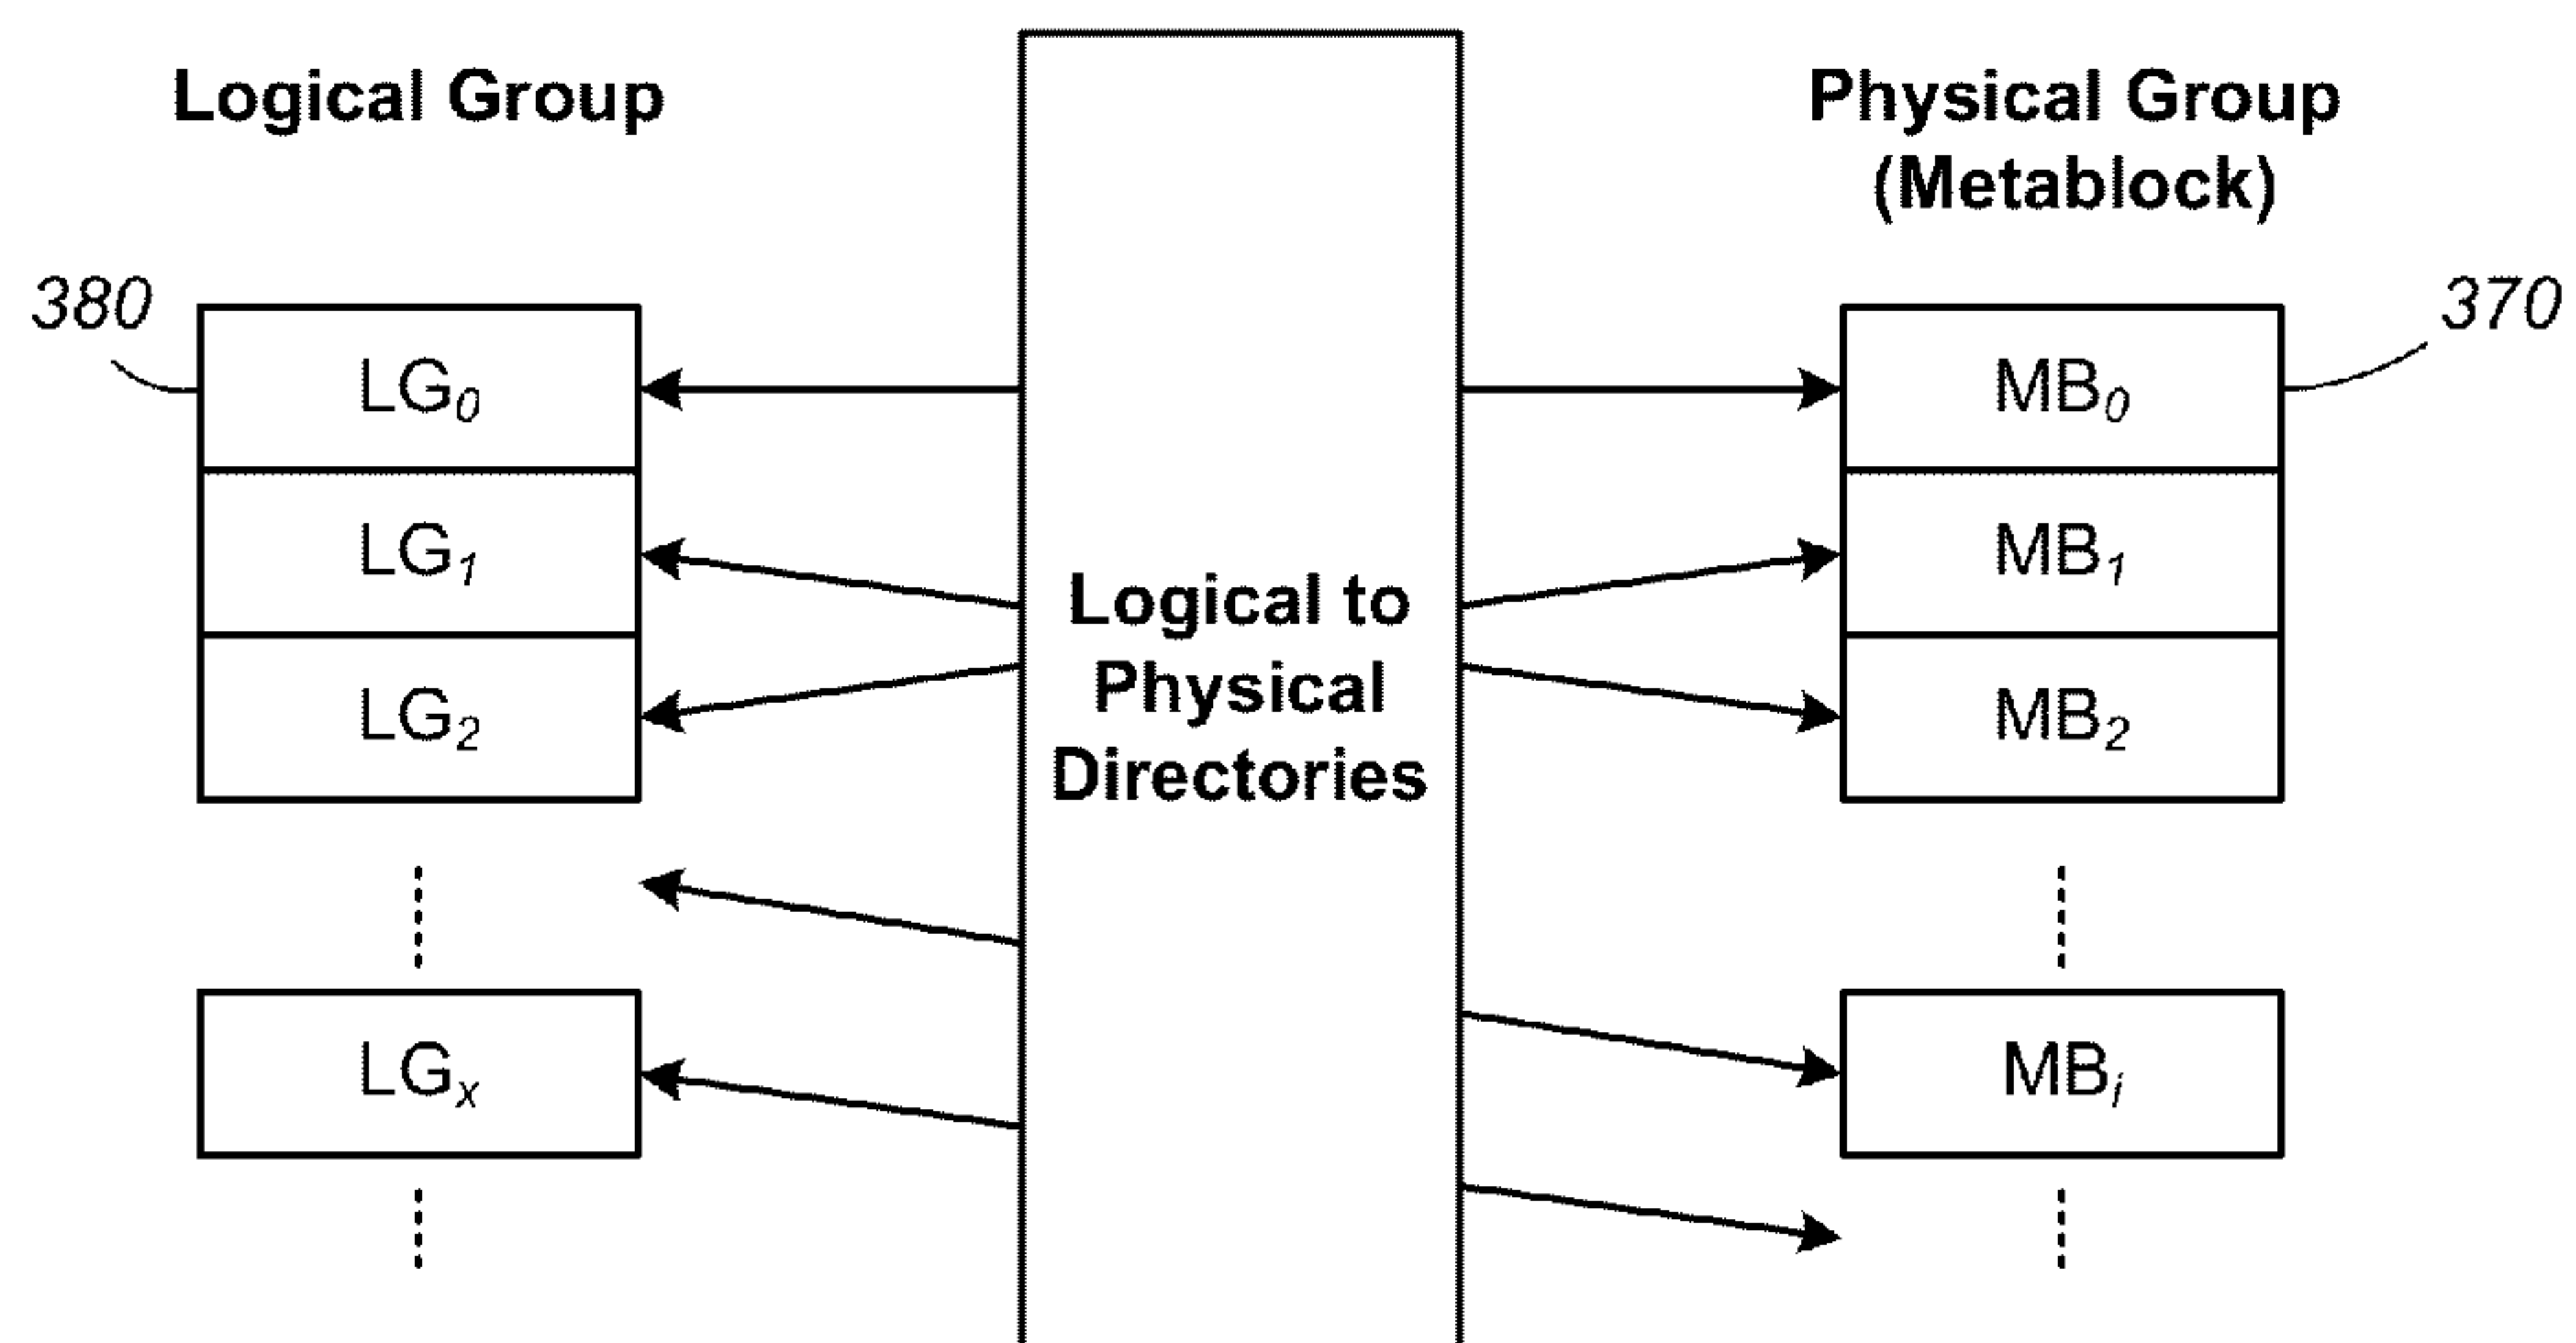 Logical Group
Physical Group
(Metablock)
380
370
LG0
MB0
LG1
MB1
Logical to
Physical
Directories
LG2
MB2
LGx
MBi